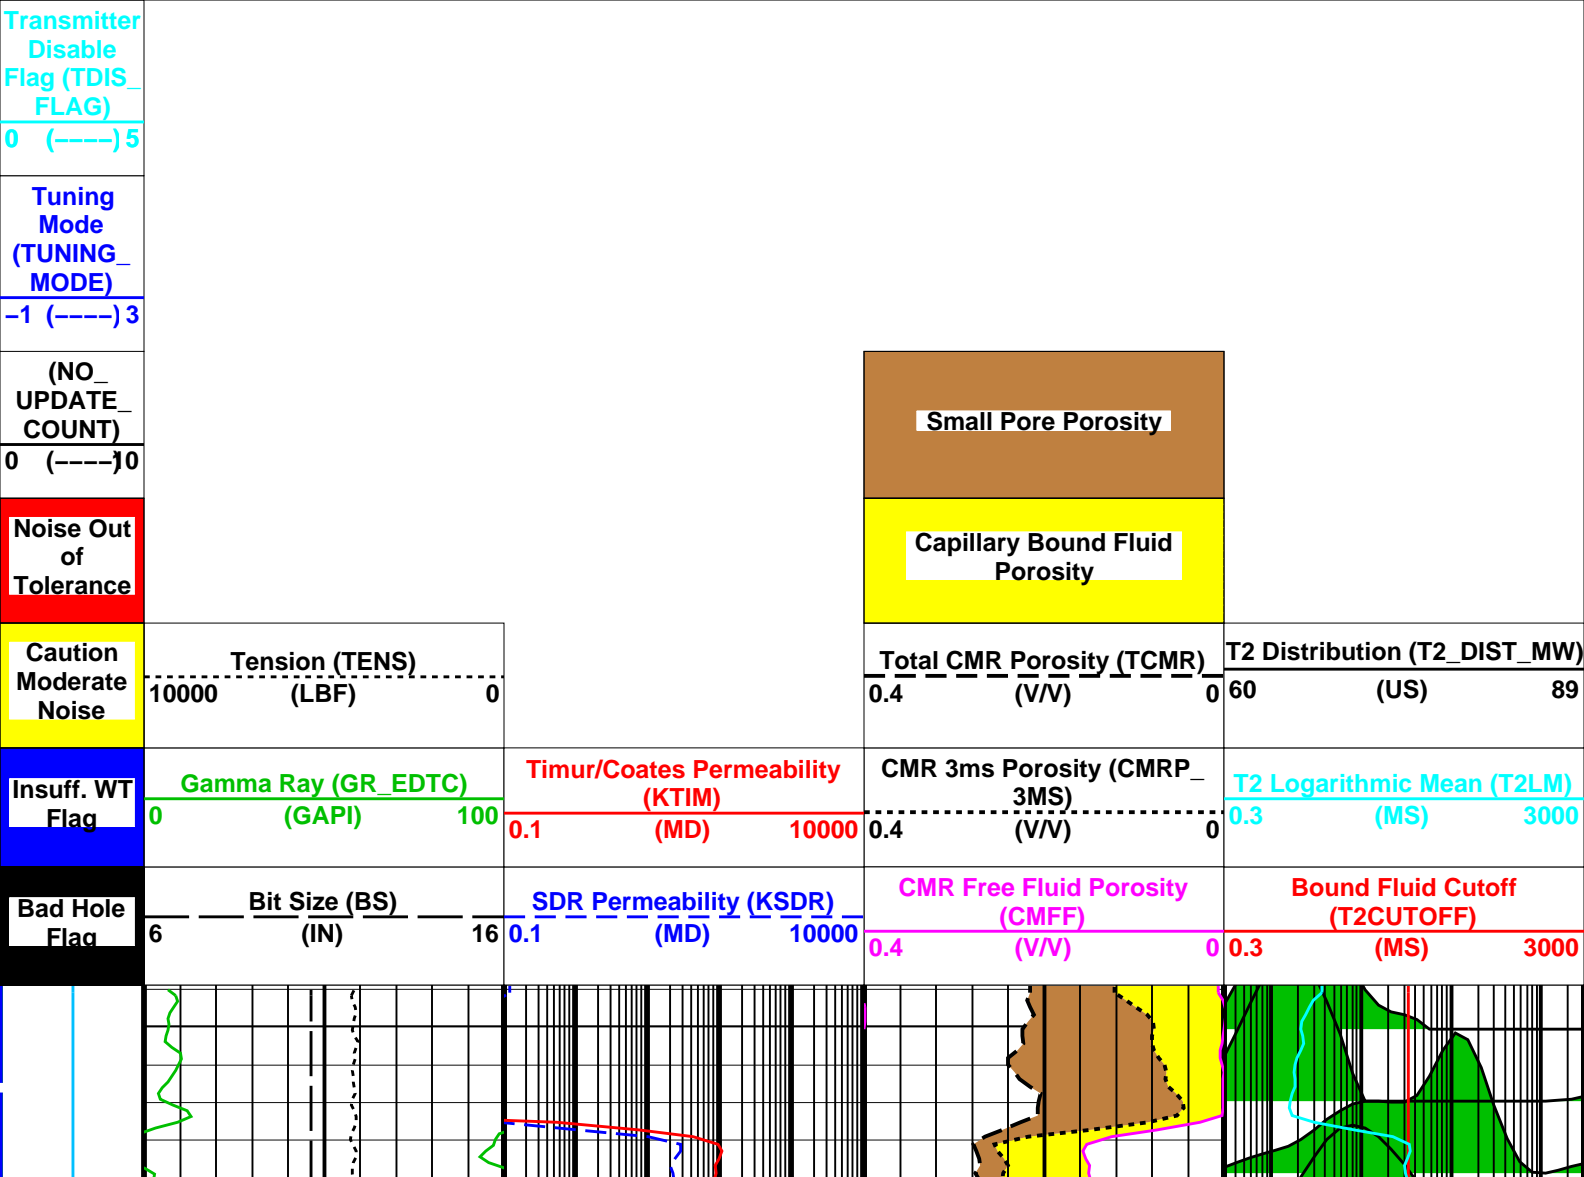 Transmitter
Disable
Flag (TDIS_
FLAG)
0 (----) 5
Tuning
Mode
(TUNING_
MODE)
-1 (----) 3
(NO_
UPDATE_
COUNT)
0 (----) 10
Small Pore Porosity
Noise Out
of
Tolerance
Capillary Bound Fluid
Porosity
Caution
Moderate
Noise
Tension (TENS)
10000 (LBF) 0
Total CMR Porosity (TCMR)
0.4 (V/V) 0
T2 Distribution (T2_DIST_MW)
60 (US) 89
Insuff. WT
Flag
Gamma Ray (GR_EDTC)
0 (GAPI) 100
Timur/Coates Permeability
(KTIM)
0.1 (MD) 10000
CMR 3ms Porosity (CMRP_
3MS)
0.4 (V/V) 0
T2 Logarithmic Mean (T2LM)
0.3 (MS) 3000
Bad Hole
Flag
Bit Size (BS)
6 (IN) 16
SDR Permeability (KSDR)
0.1 (MD) 10000
CMR Free Fluid Porosity
(CMFF)
0.4 (V/V) 0
Bound Fluid Cutoff
(T2CUTOFF)
0.3 (MS) 3000